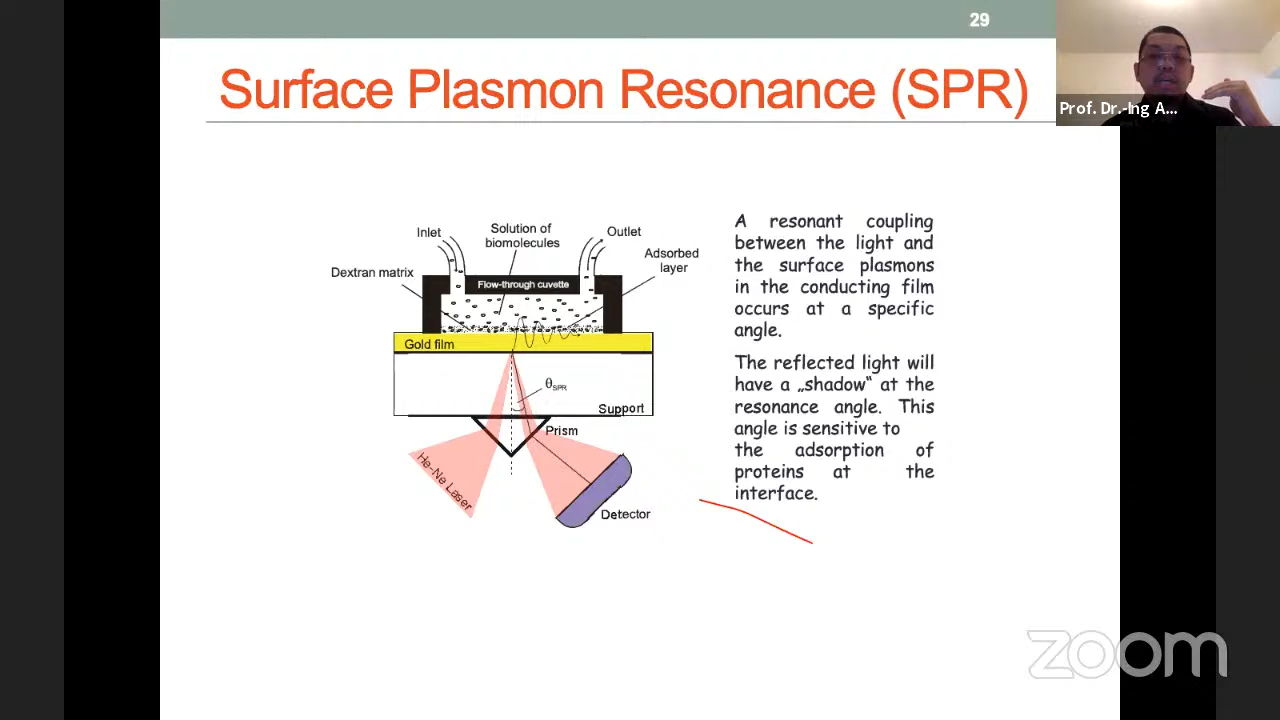 29
Surface Plasmon Resonance (SPR)
Prof. Dr.-Ing A...
Inlet
Solution of
biomolecules
Outlet
Adsorbed
layer
Dextran matrix
Flow-through cuvette
Gold film
θSPR
Support
Prism
He-Ne Laser
Detector
A resonant coupling
between the light and
the surface plasmons
in the conducting film
occurs at a specific
angle.
The reflected light will
have a „shadow“ at the
resonance angle. This
angle is sensitive to
the adsorption of
proteins at the
interface.
zoom